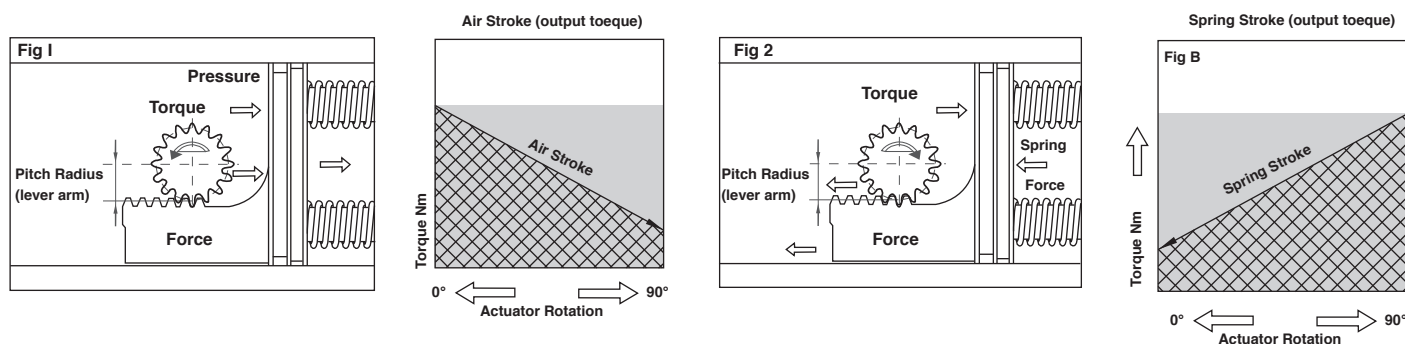 Air Stroke (output toeque)
Fig I
Pressure
Torque
Pitch Radius
(lever arm)
Force
Air Stroke
Torque Nm
0°
90°
Actuator Rotation
Fig 2
Torque
Spring
Pitch Radius
(lever arm)
Force
Force
Spring Stroke (output toeque)
Fig B
Spring Stroke
Torque Nm
0°
90°
Actuator Rotation